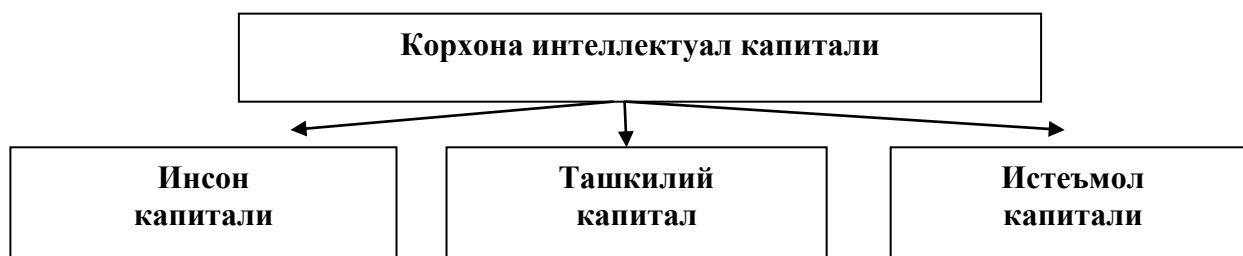 Корхона интеллектуал капитали
Инсон
капитали
Ташкилий
капитал
Истеъмол
капитали